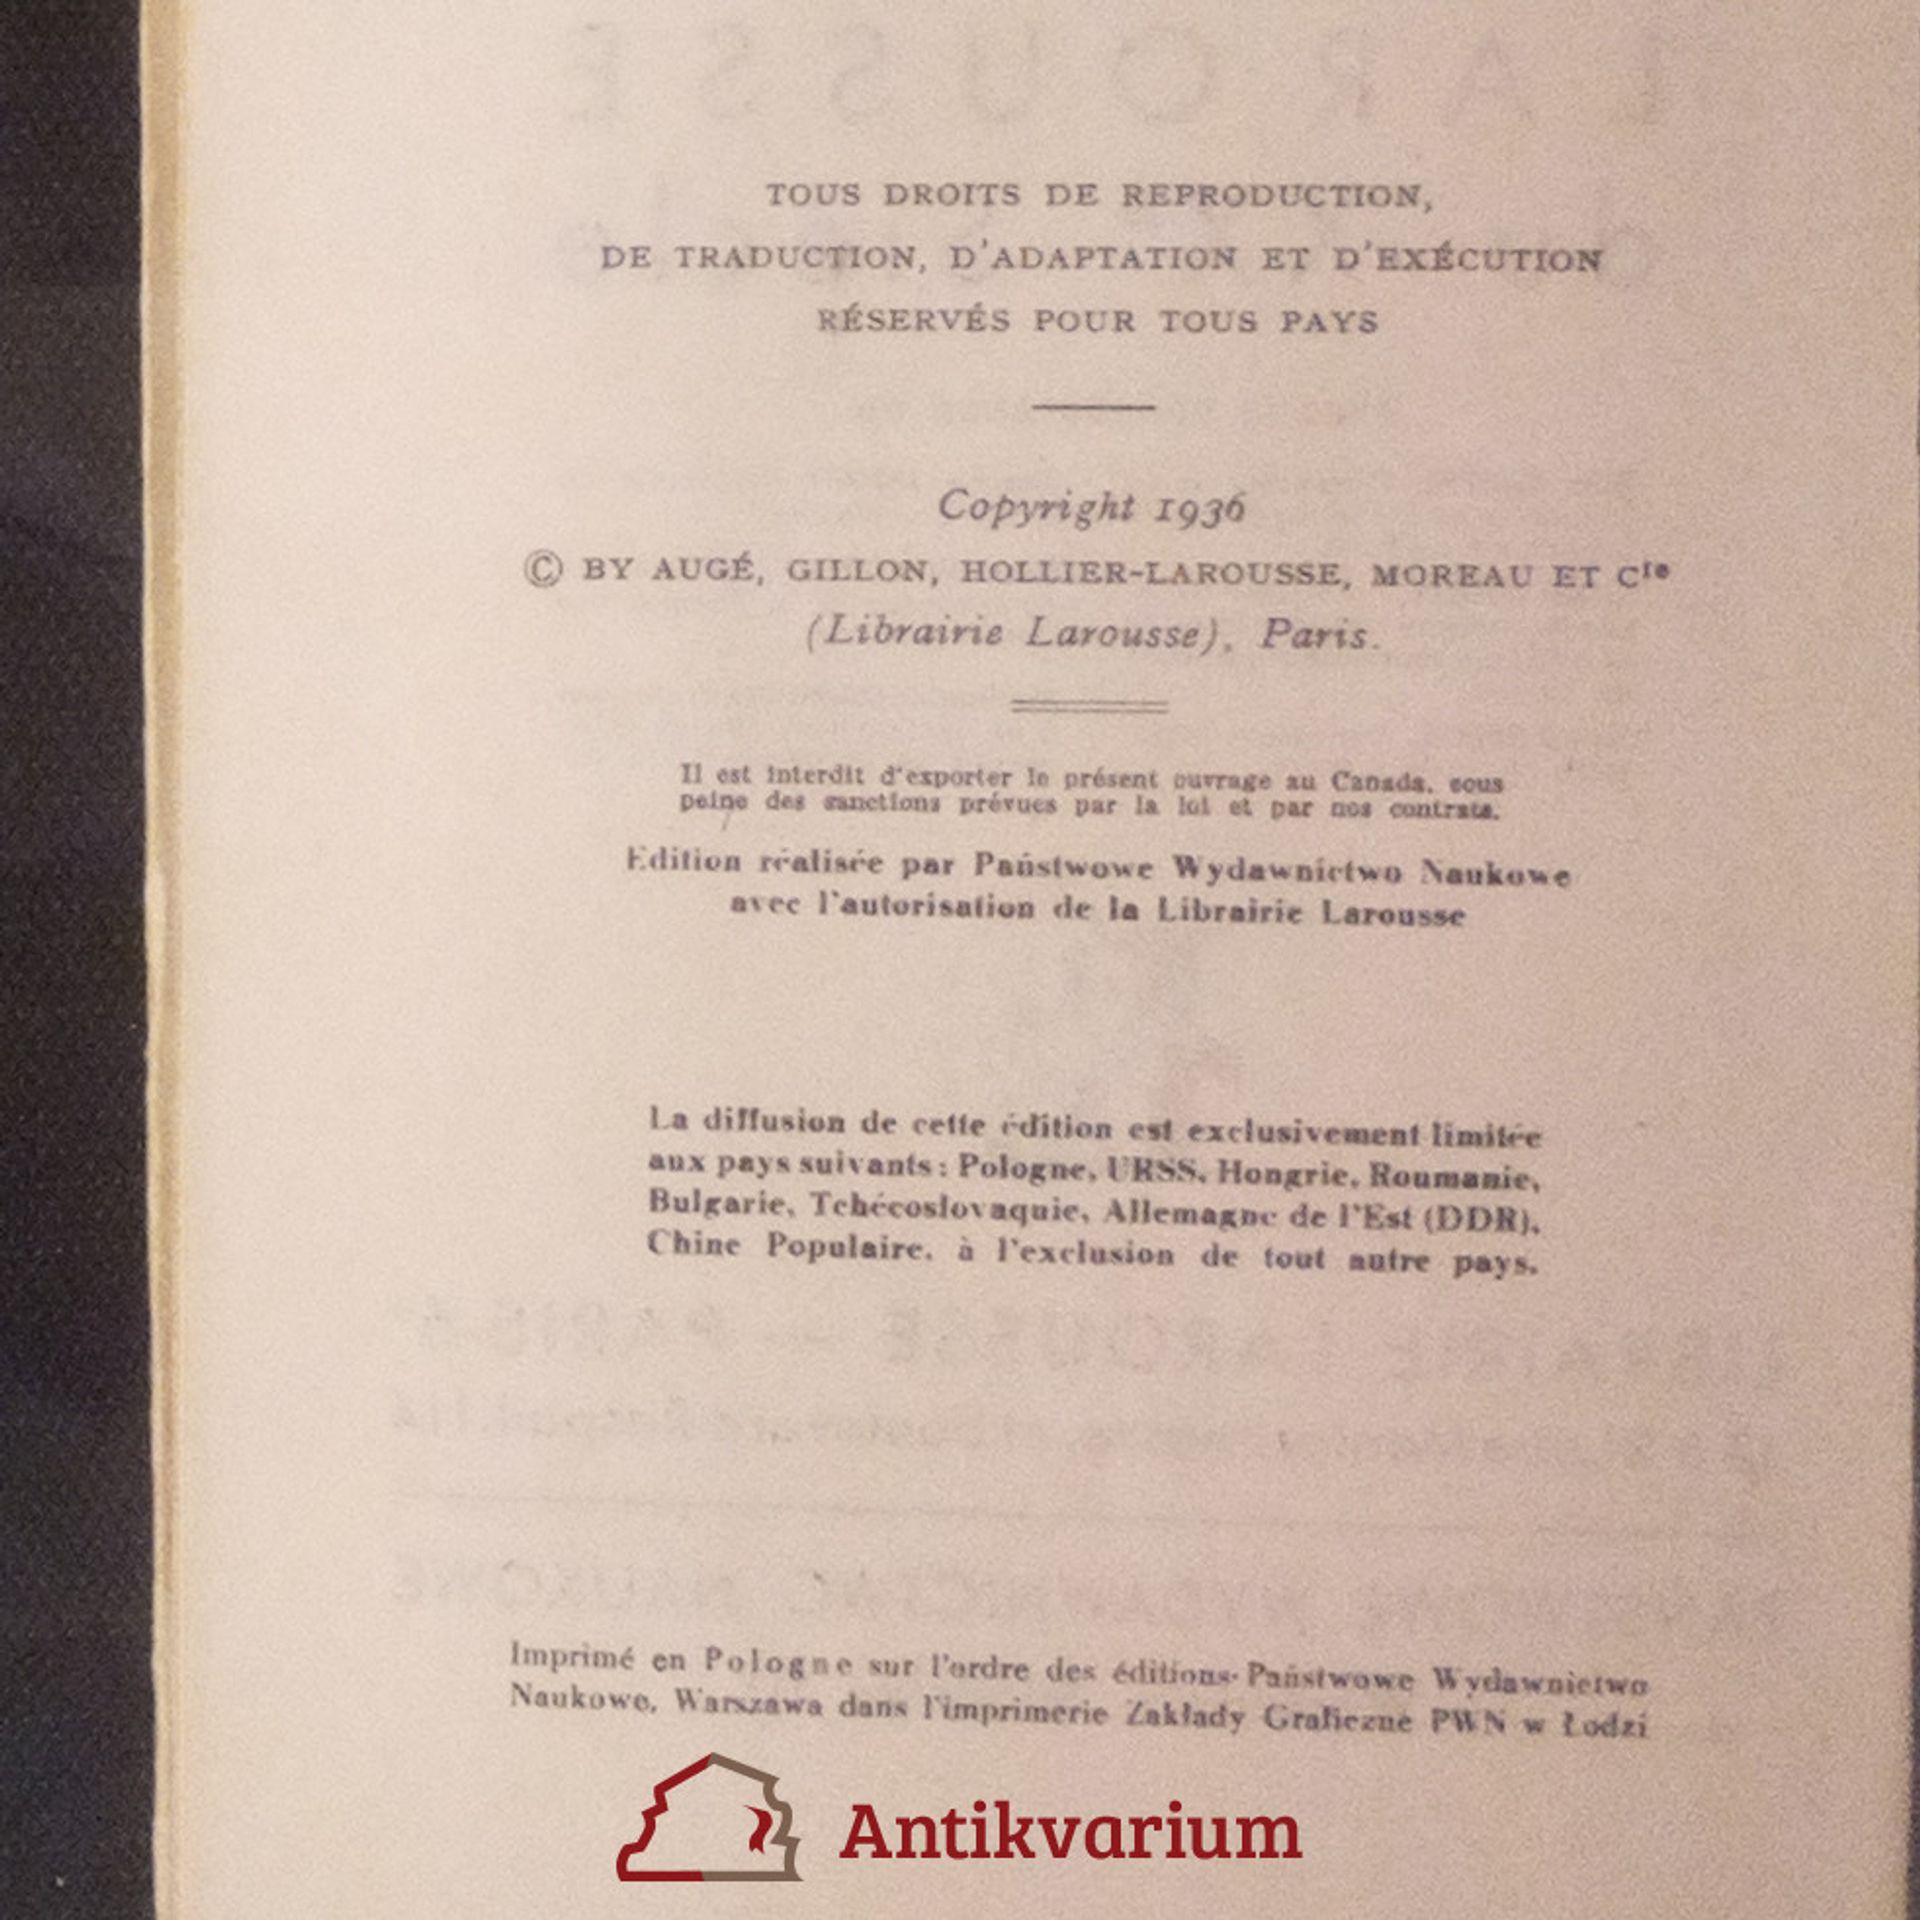 TOUS DROITS DE REPRODUCTION,
DE TRADUCTION, D'ADAPTATION ET D'EXÉCUTION
RÉSERVÉS POUR TOUS PAYS
Copyright 1936
© BY AUGÉ, GILLON, HOLLIER-LAROUSSE, MOREAU ET Cie
(Librairie Larousse), Paris.
Il est interdit d'exporter le présent ouvrage au Canada, sous
peine des sanctions prévues par la loi et par nos contrats.
Edition réalisée par Państwowe Wydawnictwo Naukowe
avec l'autorisation de la Librairie Larousse
La diffusion de cette édition est exclusivement limitée
aux pays suivants: Pologne, URSS, Hongrie, Roumanie,
Bulgarie, Tchécoslovaquie, Allemagne de l'Est (DDR),
Chine Populaire, à l'exclusion de tout autre pays.
Imprimé en Pologne sur l'ordre des éditions Państwowe Wydawnictwo
Naukowe, Warszawa dans l'imprimerie Zakłady Graficzne PWN w Łodzi
Antikvarium